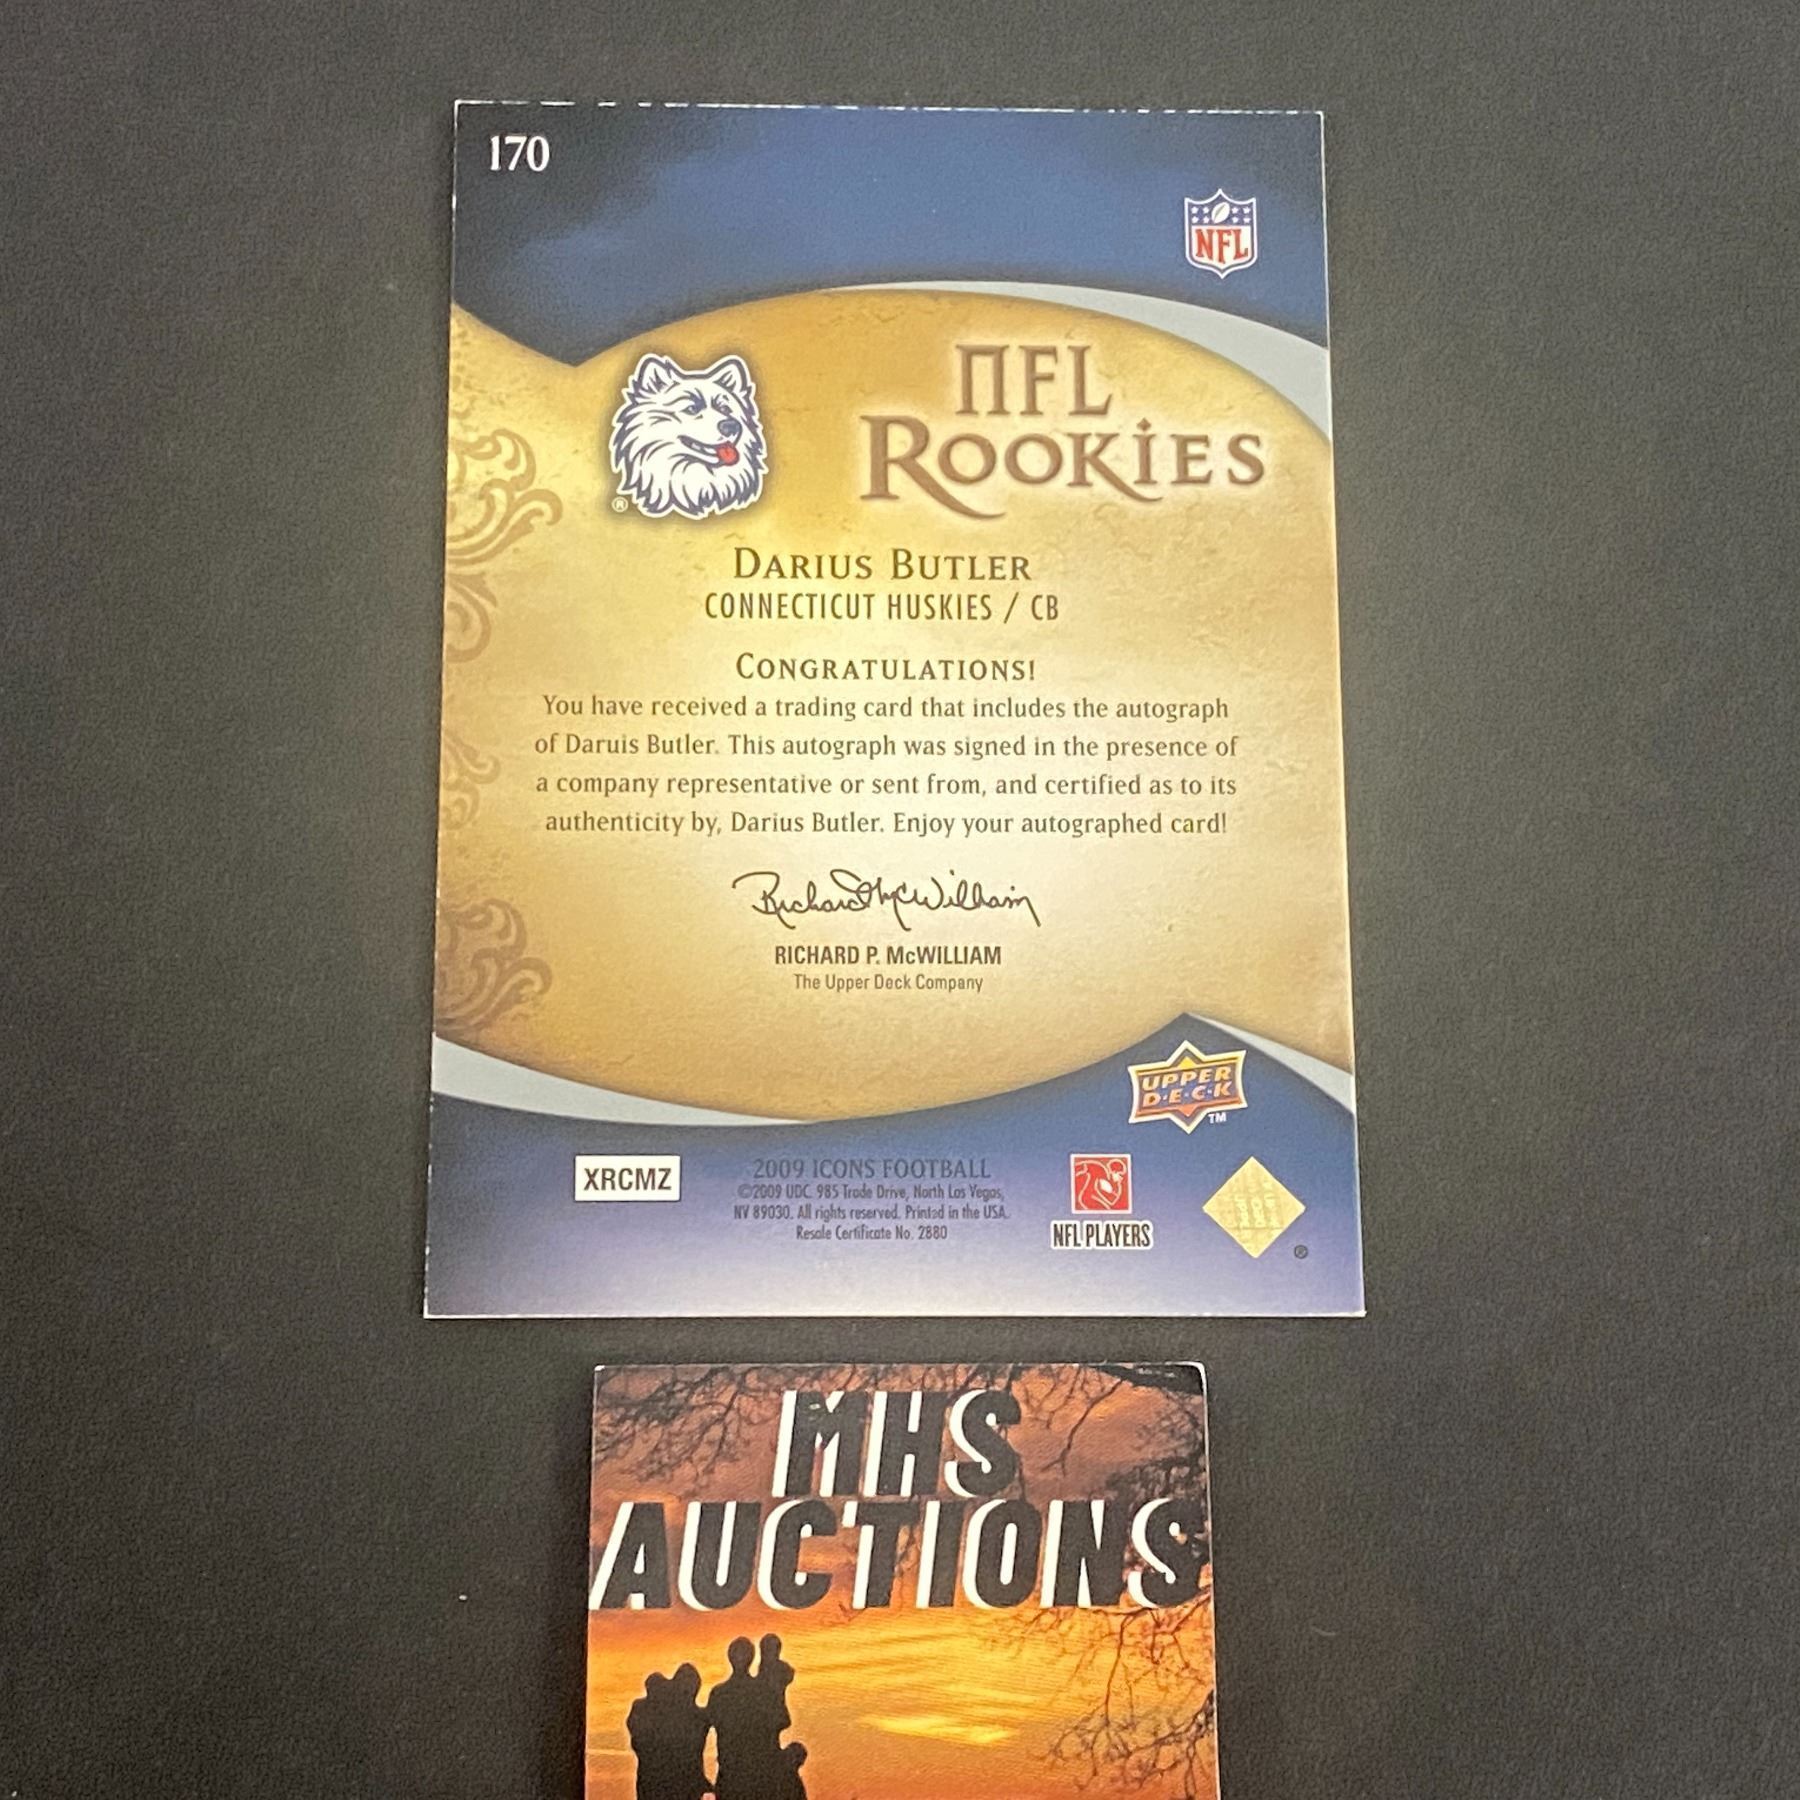 170
NFL
NFL
ROOKIES
®
DARIUS BUTLER
CONNECTICUT HUSKIES / CB
CONGRATULATIONS!
You have received a trading card that includes the autograph
of Daruis Butler. This autograph was signed in the presence of
a company representative or sent from, and certified as to its
authenticity by, Darius Butler. Enjoy your autographed card!
Richard McWilliam
RICHARD P. McWILLIAM
The Upper Deck Company
UPPER
D·E·C·K
TM
XRCMZ
2009 ICONS FOOTBALL
©2009 UDC. 985 Trade Drive, North Las Vegas,
NV 89030. All rights reserved. Printed in the USA.
Resale Certificate No. 2880
NFL PLAYERS
®
MHS
AUCTIONS